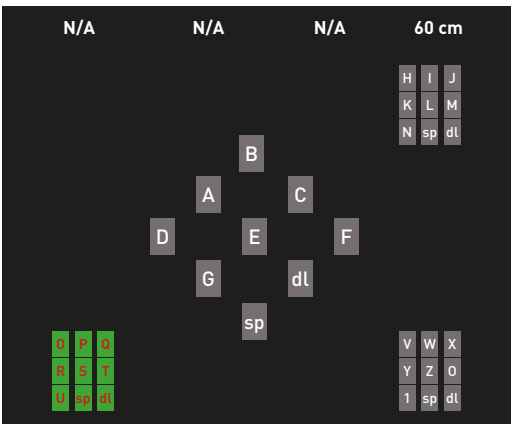 N/A N/A N/A 60 cm
H I J
K L M
N sp dl
B
A C
D E F
G dl
sp
O P Q
R S T
U sp dl
V W X
Y Z 0
1 sp dl